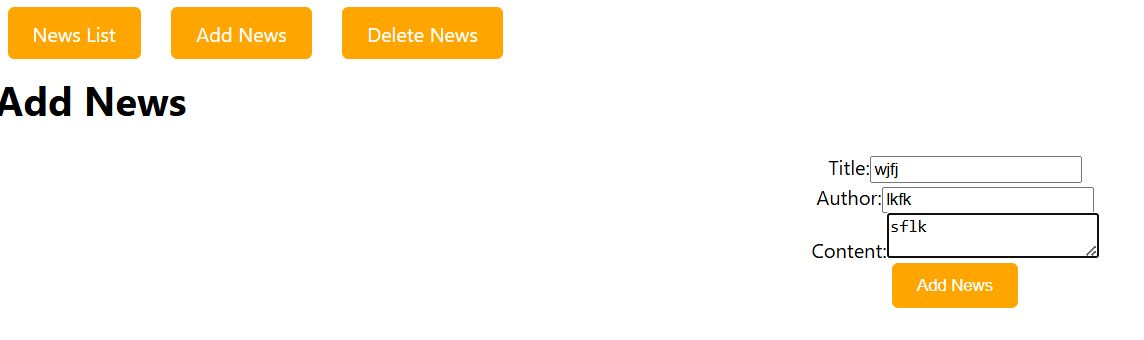 News List Add News Delete News
Add News
Title: wjfj
Author: lkfk
Content: sflk
Add News